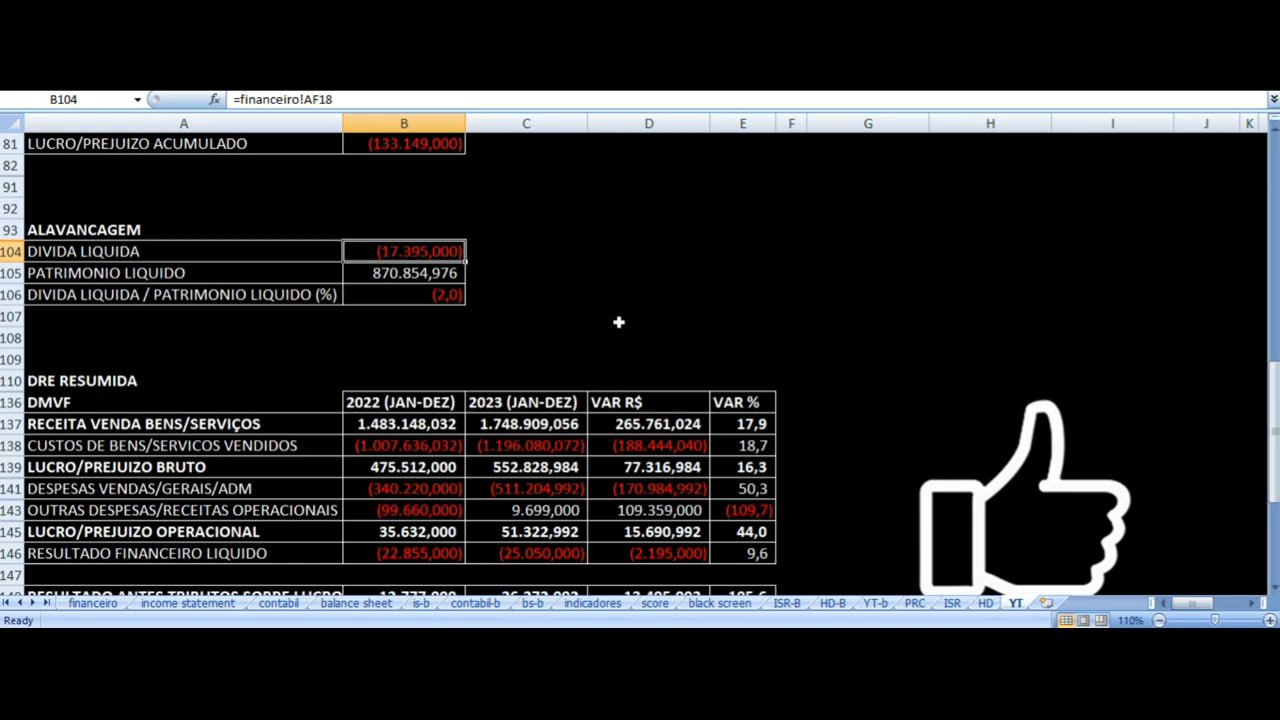 B104 fx =financeiro!AF18
A B C D E F G H I J K
81 LUCRO/PREJUIZO ACUMULADO (133.149,000)
82
91
92
93 ALAVANCAGEM
104 DIVIDA LIQUIDA (17.395,000)
105 PATRIMONIO LIQUIDO 870.854,976
106 DIVIDA LIQUIDA / PATRIMONIO LIQUIDO (%) (2,0)
107
108
109
110 DRE RESUMIDA
136 DMVF 2022 (JAN-DEZ) 2023 (JAN-DEZ) VAR R$ VAR %
137 RECEITA VENDA BENS/SERVIÇOS 1.483.148,032 1.748.909,056 265.761,024 17,9
138 CUSTOS DE BENS/SERVICOS VENDIDOS (1.007.636,032) (1.196.080,072) (188.444,040) 18,7
139 LUCRO/PREJUIZO BRUTO 475.512,000 552.828,984 77.316,984 16,3
141 DESPESAS VENDAS/GERAIS/ADM (340.220,000) (511.204,992) (170.984,992) 50,3
143 OUTRAS DESPESAS/RECEITAS OPERACIONAIS (99.660,000) 9.699,000 109.359,000 (109,7)
145 LUCRO/PREJUIZO OPERACIONAL 35.632,000 51.322,992 15.690,992 44,0
146 RESULTADO FINANCEIRO LIQUIDO (22.855,000) (25.050,000) (2.195,000) 9,6
147
RESULTADO ANTES TRIBUTOS SOBRE LUCRO
financeiro income statement contabil balance sheet is-b contabil-b bs-b indicadores score black screen ISR-B HD-B YT-b PRC ISR HD YT
Ready 110%